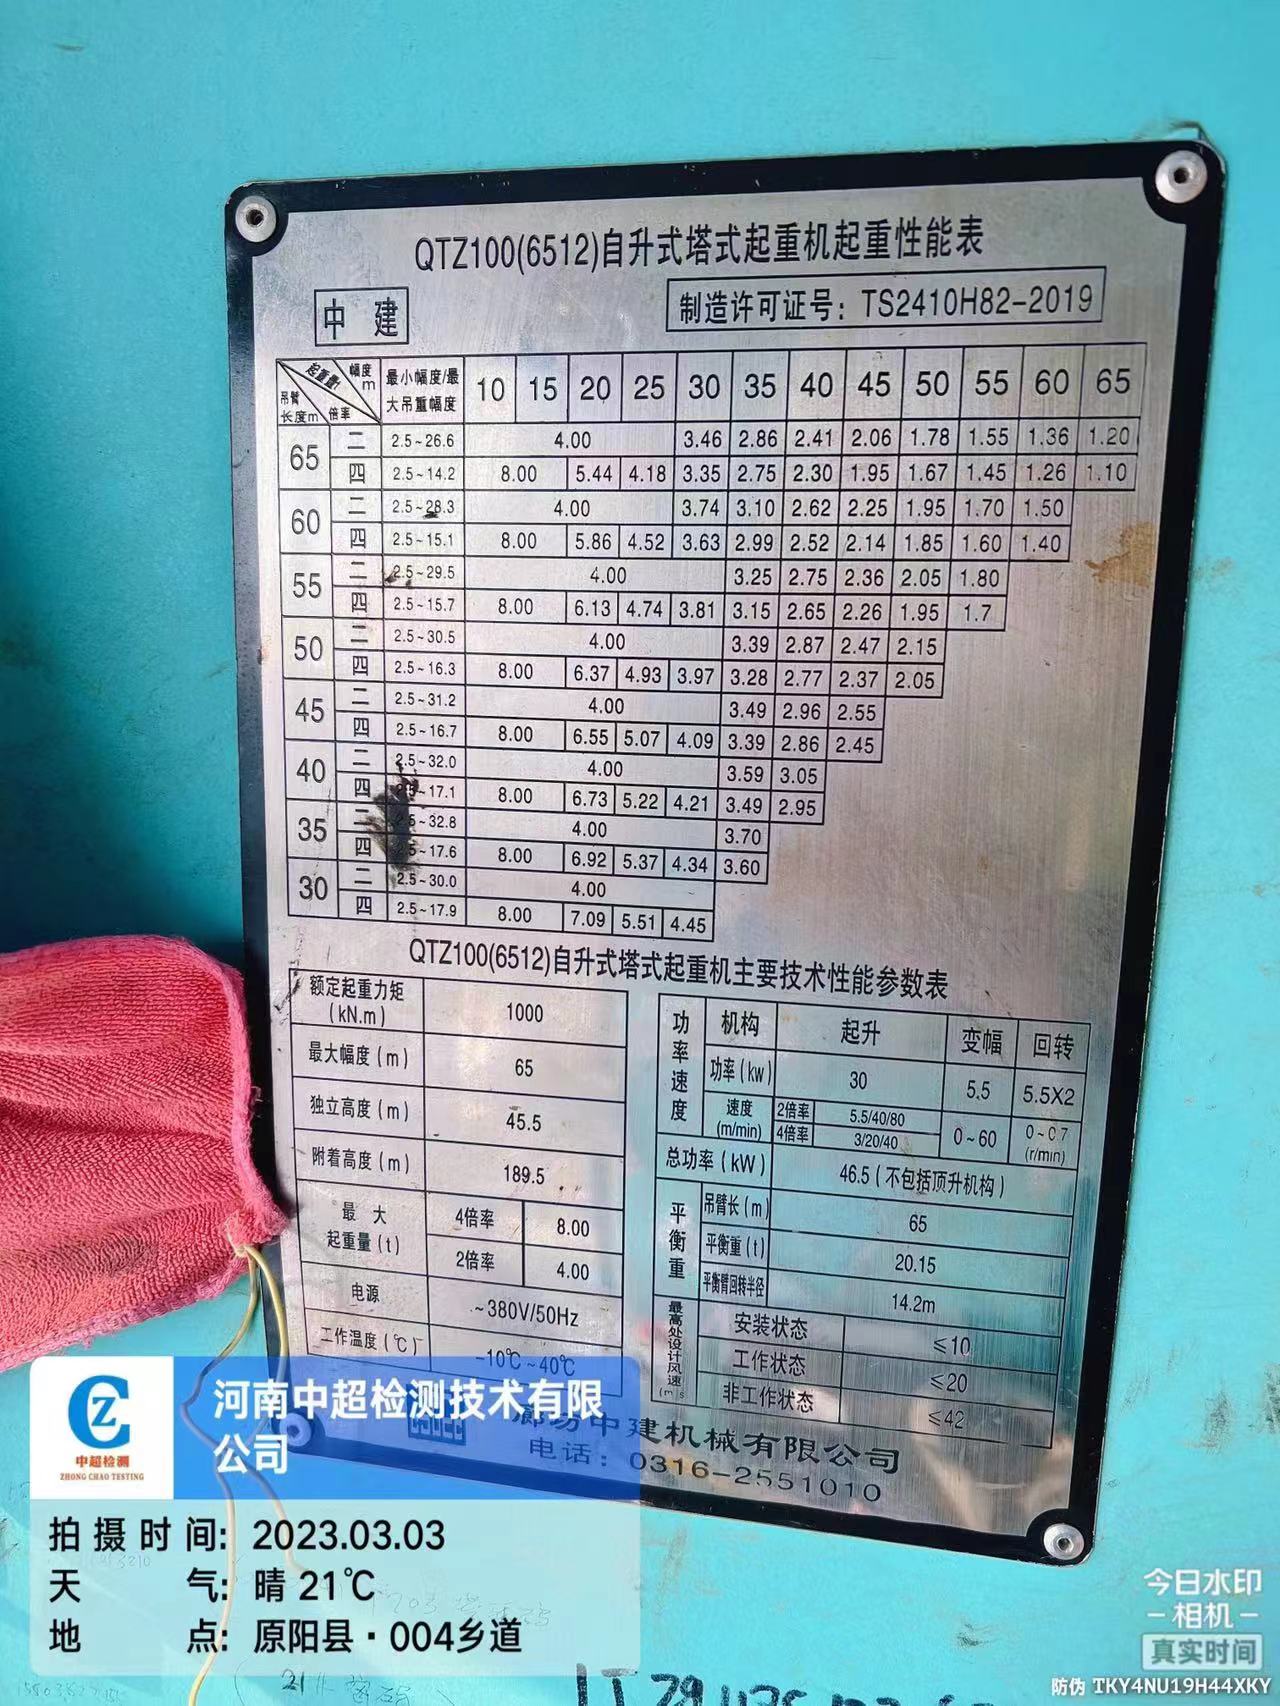 QTZ100(6512)自升式塔式起重机起重性能表
中 建
制造许可证号：TS2410H82-2019
起重量t 幅度m 吊臂长度m 倍率 最小幅度/最大吊重幅度 10 15 20 25 30 35 40 45 50 55 60 65
65 二 2.5~26.6 4.00 3.46 2.86 2.41 2.06 1.78 1.55 1.36 1.20
四 2.5~14.2 8.00 5.44 4.18 3.35 2.75 2.30 1.95 1.67 1.45 1.26 1.10
60 二 2.5~28.3 4.00 3.74 3.10 2.62 2.25 1.95 1.70 1.50
四 2.5~15.1 8.00 5.86 4.52 3.63 2.99 2.52 2.14 1.85 1.60 1.40
55 二 2.5~29.5 4.00 3.25 2.75 2.36 2.05 1.80
四 2.5~15.7 8.00 6.13 4.74 3.81 3.15 2.65 2.26 1.95 1.7
50 二 2.5~30.5 4.00 3.39 2.87 2.47 2.15
四 2.5~16.3 8.00 6.37 4.93 3.97 3.28 2.77 2.37 2.05
45 二 2.5~31.2 4.00 3.49 2.96 2.55
四 2.5~16.7 8.00 6.55 5.07 4.09 3.39 2.86 2.45
40 二 2.5~32.0 4.00 3.59 3.05
四 2.5~17.1 8.00 6.73 5.22 4.21 3.49 2.95
35 二 2.5~32.8 4.00 3.70
四 2.5~17.6 8.00 6.92 5.37 4.34 3.60
30 二 2.5~30.0 4.00
四 2.5~17.9 8.00 7.09 5.51 4.45
QTZ100(6512)自升式塔式起重机主要技术性能参数表
额定起重力矩(kN.m) 1000
最大幅度(m) 65
独立高度(m) 45.5
附着高度(m) 189.5
最大起重量(t) 4倍率 8.00
2倍率 4.00
电源 ~380V/50Hz
工作温度(℃) -10℃~40℃
功率速度 机构 起升 变幅 回转
功率(kw) 30 5.5 5.5X2
速度(m/min) 2倍率 5.5/40/80 0~60 0~0.7(r/min)
4倍率 3/20/40
总功率(kW) 46.5(不包括顶升机构)
平衡重 吊臂长(m) 65
平衡重(t) 20.15
平衡臂回转半径 14.2m
最高处设计风速(m/s) 安装状态 ≤10
工作状态 ≤20
非工作状态 ≤42
廊坊中建机械有限公司
电话：0316-2551010
CZ
中超检测
ZHONG CHAO TESTING
河南中超检测技术有限
公司
拍摄时间: 2023.03.03
天 气: 晴 21℃
地 点: 原阳县·004乡道
今日水印
相机
真实时间
防伪 TKY4NU19H44XKY